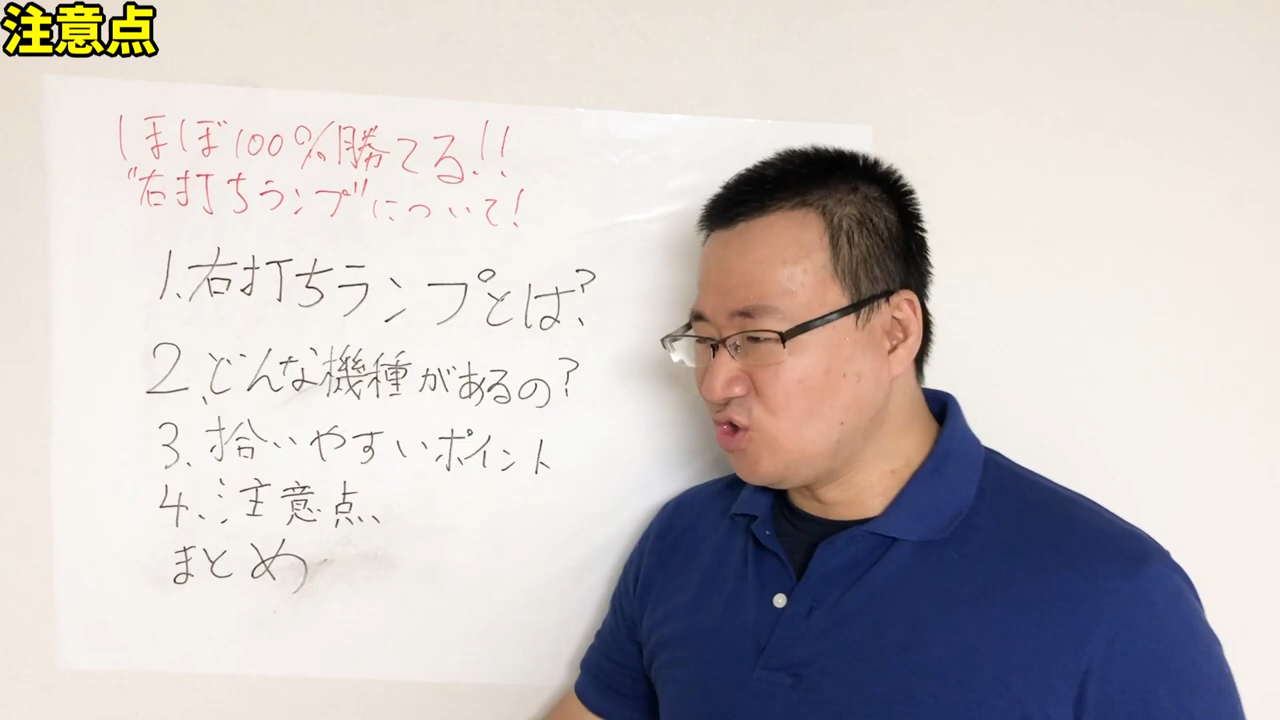 注意点
ほぼ100%勝てる!!
"右打ちランプ"について!
1.右打ちランプとは?
2.どんな機種があるの?
3.拾いやすいポイント
4.注意点
まとめ